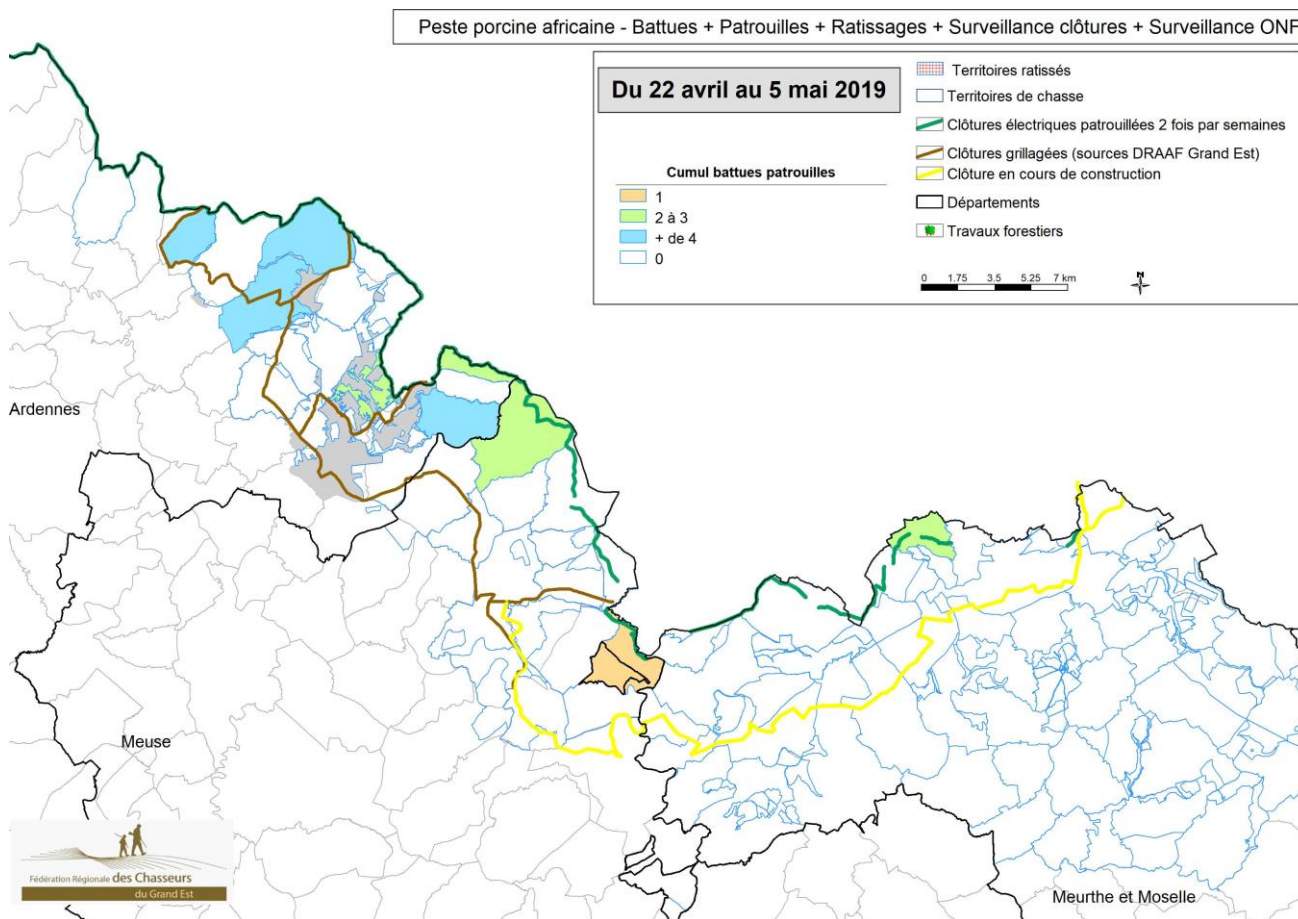 Peste porcine africaine - Battues + Patrouilles + Ratissages + Surveillance clôtures + Surveillance ONF
Du 22 avril au 5 mai 2019
Cumul battues patrouilles
1
2 à 3
+ de 4
0
Territoires ratissés
Territoires de chasse
Clôtures électriques patrouillées 2 fois par semaines
Clôtures grillagées (sources DRAAF Grand Est)
Clôture en cours de construction
Départements
Travaux forestiers
0 1.75 3.5 5.25 7 km
N
Ardennes
Meuse
Meurthe et Moselle
Fédération Régionale des Chasseurs
du Grand Est